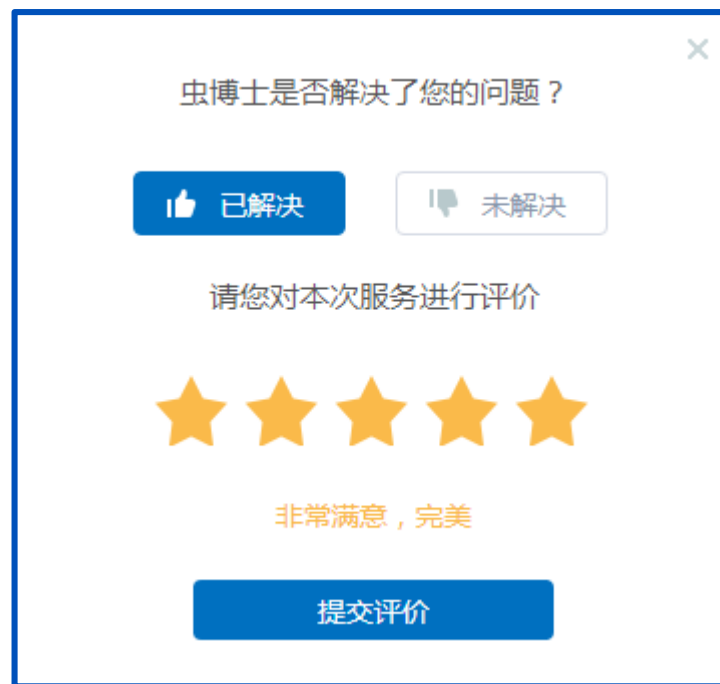 虫博士是否解决了您的问题？
已解决 未解决
请您对本次服务进行评价
非常满意，完美
提交评价